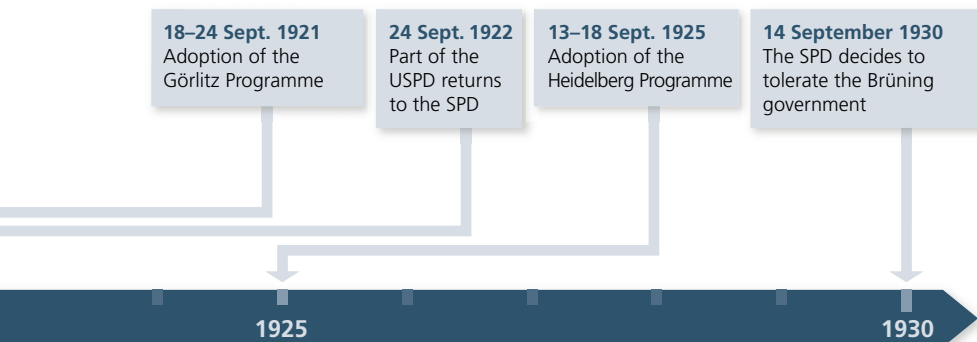 18–24 Sept. 1921
Adoption of the
Görlitz Programme
24 Sept. 1922
Part of the
USPD returns
to the SPD
13–18 Sept. 1925
Adoption of the
Heidelberg Programme
14 September 1930
The SPD decides to
tolerate the Brüning
government
1925
1930